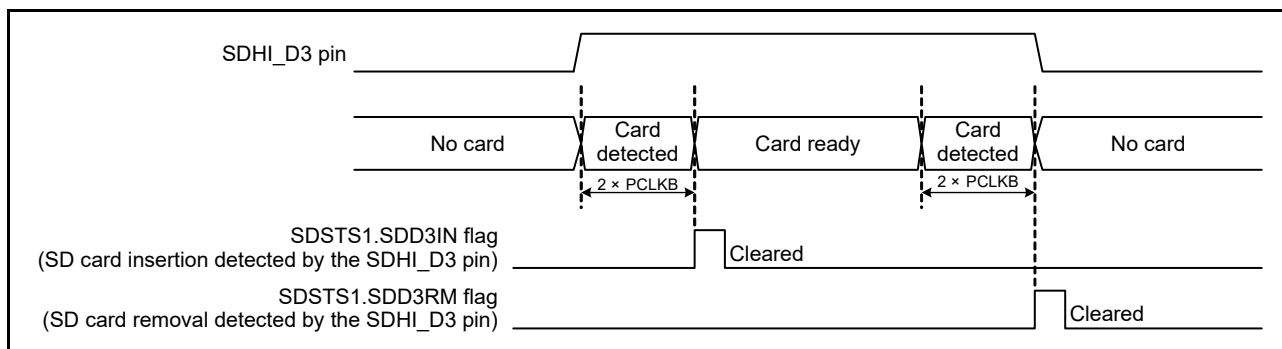 SDHI_D3 pin
No card
Card
detected
Card ready
Card
detected
No card
2 × PCLKB
2 × PCLKB
SDSTS1.SDD3IN flag
(SD card insertion detected by the SDHI_D3 pin)
Cleared
SDSTS1.SDD3RM flag
(SD card removal detected by the SDHI_D3 pin)
Cleared